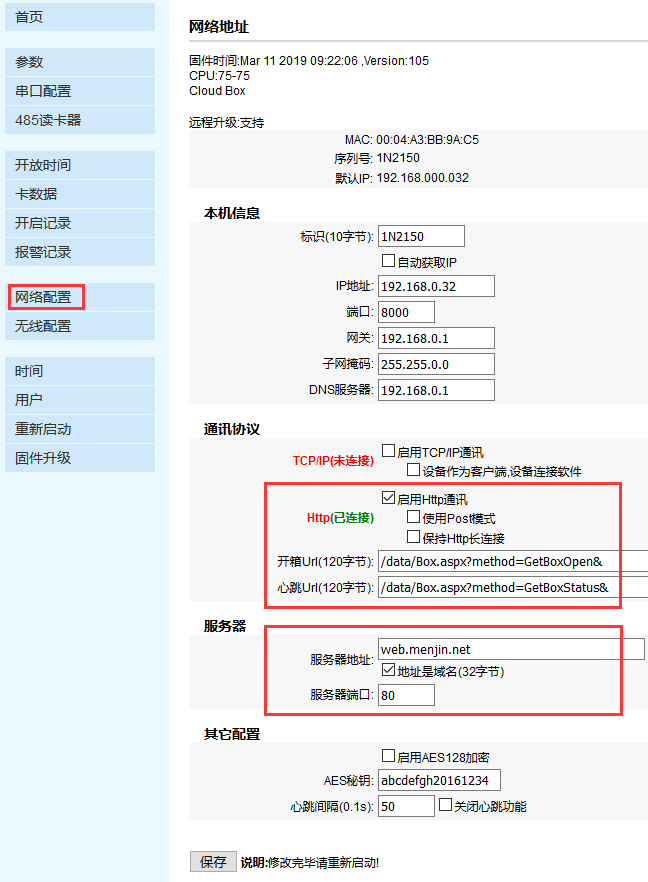 首页
参数
串口配置
485读卡器
开放时间
卡数据
开启记录
报警记录
网络配置
无线配置
时间
用户
重新启动
固件升级
网络地址
固件时间:Mar 11 2019 09:22:06 ,Version:105
CPU:75-75
Cloud Box
远程升级:支持
MAC: 00:04:A3:BB:9A:C5
序列号: 1N2150
默认IP: 192.168.000.032
本机信息
标识(10字节): 1N2150
自动获取IP
IP地址: 192.168.0.32
端口: 8000
网关: 192.168.0.1
子网掩码: 255.255.0.0
DNS服务器: 192.168.0.1
通讯协议
TCP/IP(未连接) 启用TCP/IP通讯
设备作为客户端,设备连接软件
Http(已连接) 启用Http通讯
使用Post模式
保持Http长连接
开箱Url(120字节): /data/Box.aspx?method=GetBoxOpen&
心跳Url(120字节): /data/Box.aspx?method=GetBoxStatus&
服务器
服务器地址: web.menjin.net
地址是域名(32字节)
服务器端口: 80
其它配置
启用AES128加密
AES秘钥: abcdefgh20161234
心跳间隔(0.1s): 50 关闭心跳功能
保存 说明:修改完毕请重新启动!